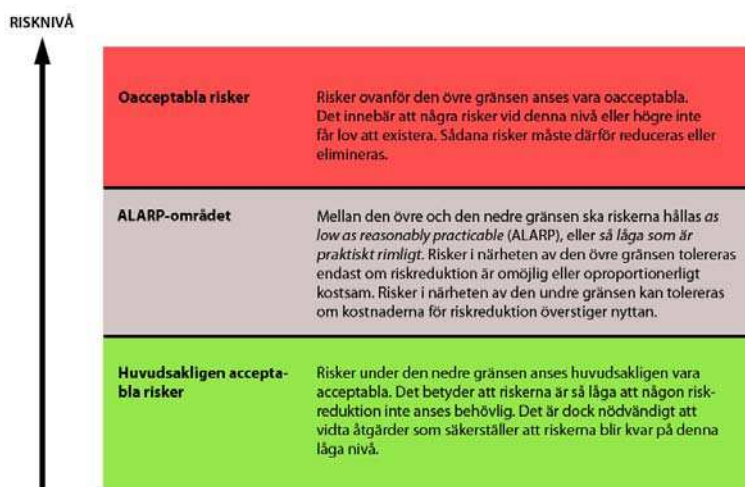 RISKNIVÅ
Oacceptabla risker
Risker ovanför den övre gränsen anses vara oacceptabla.
Det innebär att några risker vid denna nivå eller högre inte
får lov att existera. Sådana risker måste därför reduceras eller
elimineras.
ALARP-området
Mellan den övre och den nedre gränsen ska riskerna hållas as
low as reasonably practicable (ALARP), eller så låga som är
praktiskt rimligt. Risker i närheten av den övre gränsen tolereras
endast om riskreduktion är omöjlig eller oproportionerligt
kostsam. Risker i närheten av den undre gränsen kan tolereras
om kostnaderna för riskreduktion överstiger nyttan.
Huvudsakligen accepta-
bla risker
Risker under den nedre gränsen anses huvudsakligen vara
acceptabla. Det betyder att riskerna är så låga att någon risk-
reduktion inte anses behövlig. Det är dock nödvändigt att
vidta åtgärder som säkerställer att riskerna blir kvar på denna
låga nivå.